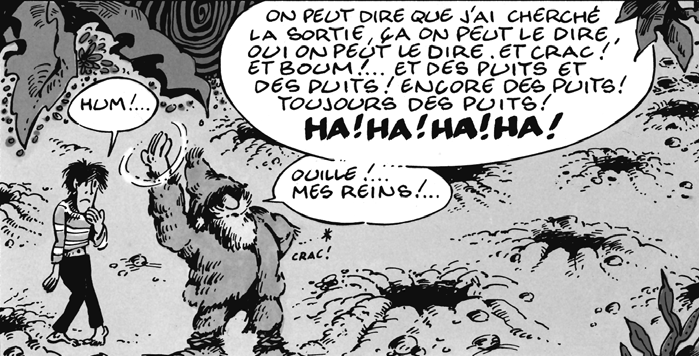 ON PEUT DIRE QUE J'AI CHERCHÉ
LA SORTIE, ÇA ON PEUT LE DIRE,
OUI ON PEUT LE DIRE. ET CRAC!
ET BOUM!... ET DES PUITS ET
DES PUITS! ENCORE DES PUITS!
TOUJOURS DES PUITS!
HA! HA! HA! HA!
HUM!...
OUILLE!...
MES REINS!...
CRAC!